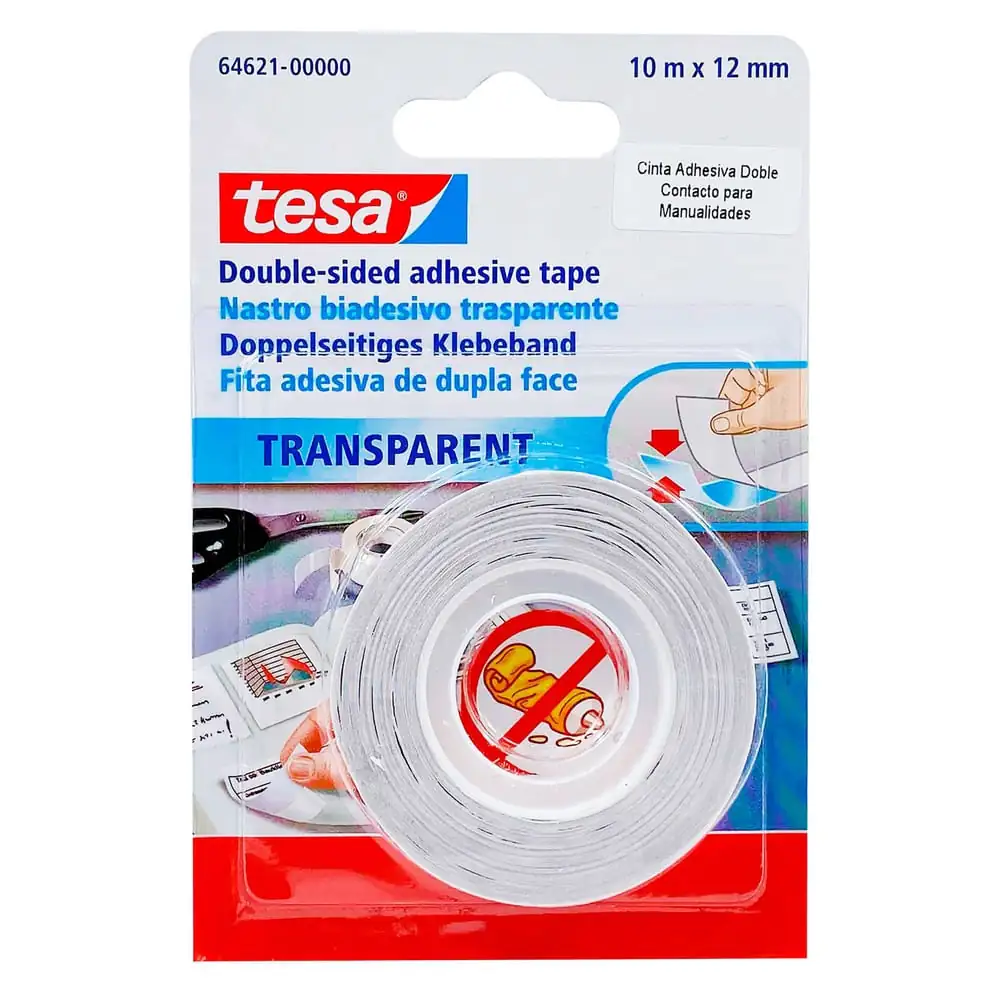 64621-00000
10 m x 12 mm
Cinta Adhesiva Doble
Contacto para
Manualidades
tesa®
Double-sided adhesive tape
Nastro biadesivo trasparente
Doppelseitiges Klebeband
Fita adesiva de dupla face
TRANSPARENT